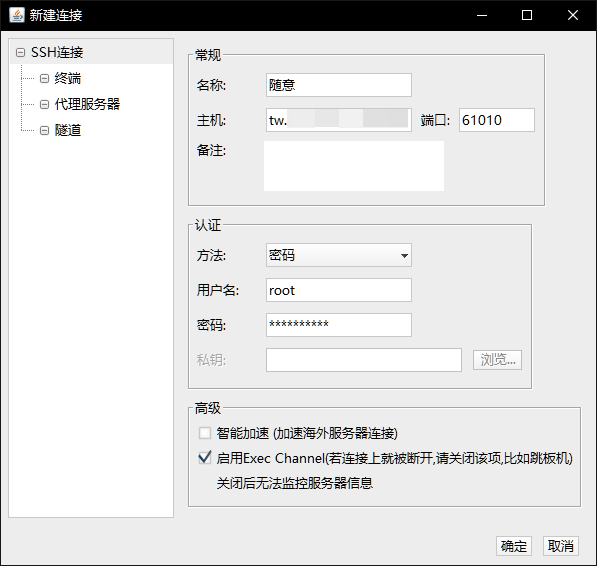 新建连接
SSH连接
终端
代理服务器
隧道
常规
名称: 随意
主机: tw. 端口: 61010
备注:
认证
方法: 密码
用户名: root
密码: **********
私钥: 浏览...
高级
智能加速 (加速海外服务器连接)
启用Exec Channel(若连接上就被断开,请关闭该项,比如跳板机)
关闭后无法监控服务器信息
确定 取消